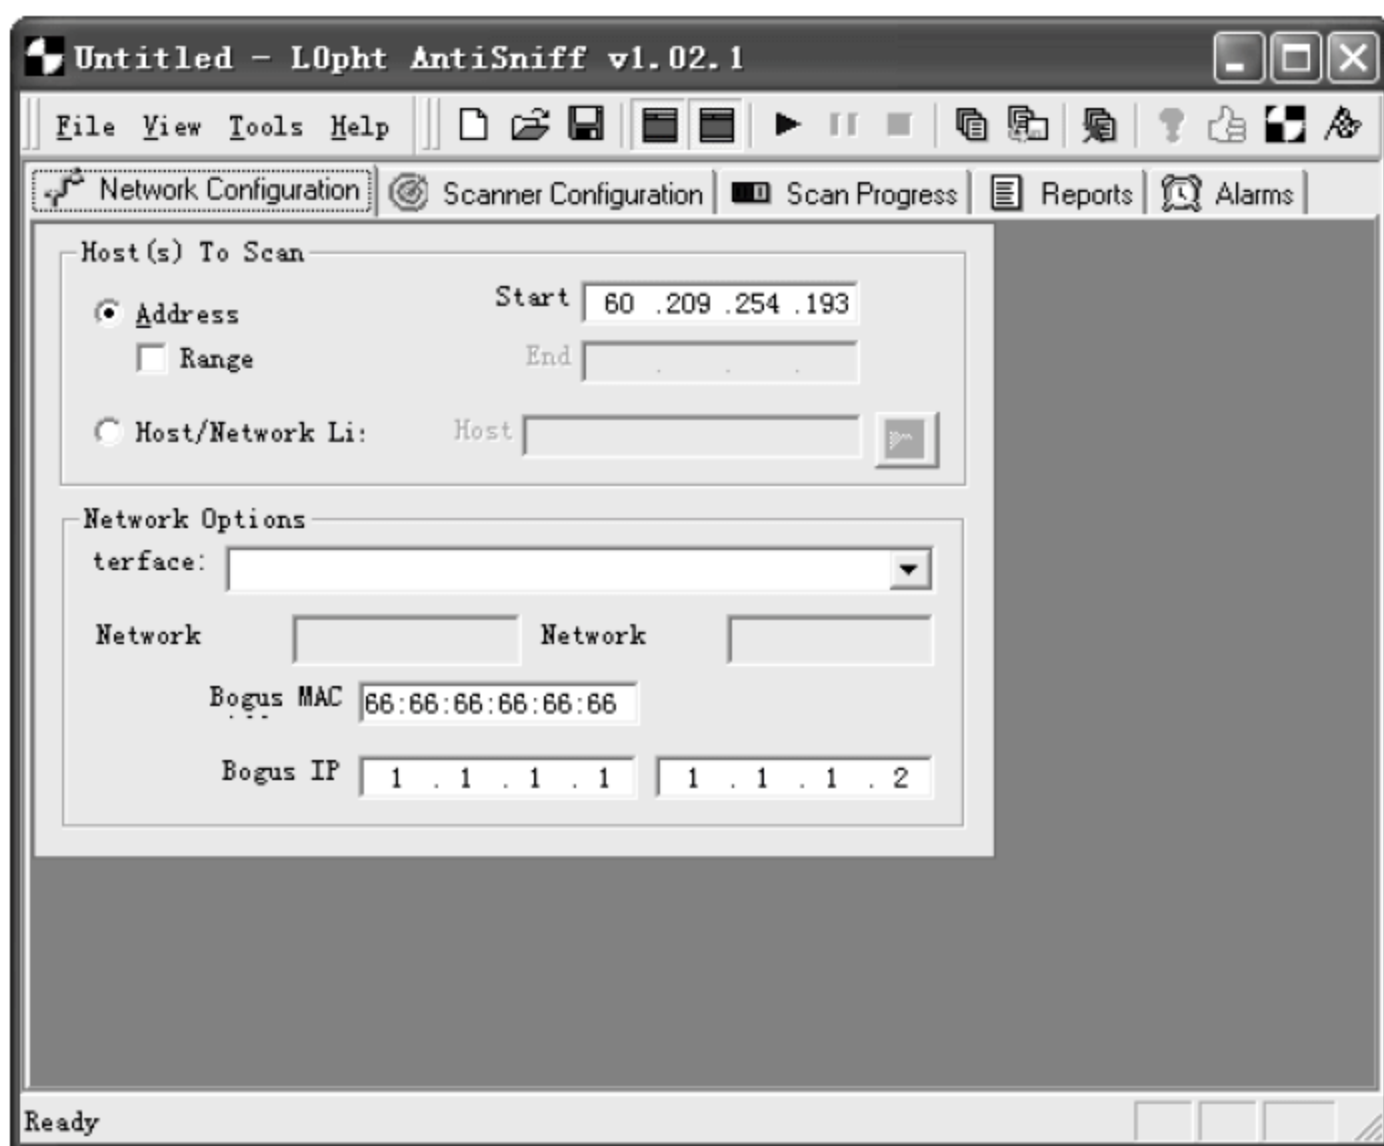 Untitled - L0pht AntiSniff v1.02.1
File View Tools Help
Network Configuration Scanner Configuration Scan Progress Reports Alarms
Host(s) To Scan
Address Start 60 .209 .254 .193
Range End . . .
Host/Network Li: Host
Network Options
terface:
Network Network
Bogus MAC 66:66:66:66:66:66
Bogus IP 1 . 1 . 1 . 1 1 . 1 . 1 . 2
Ready